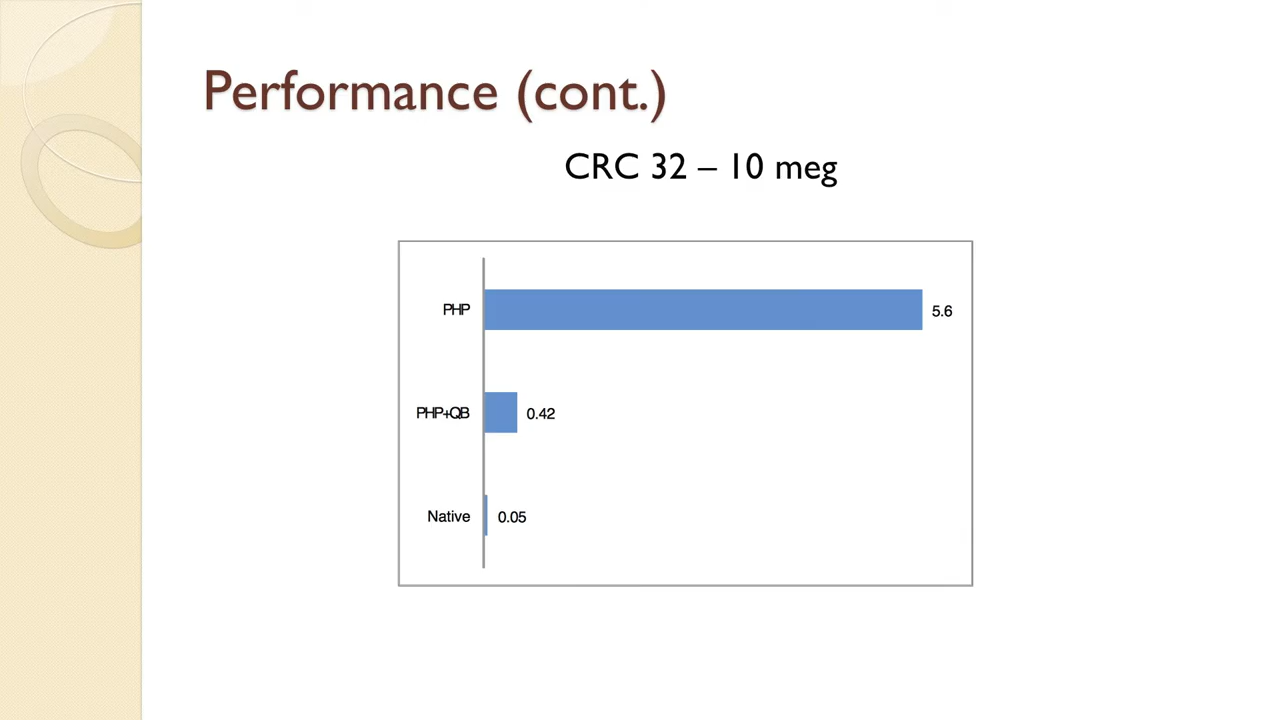 Performance (cont.)
CRC 32 – 10 meg
PHP 5.6
PHP+QB 0.42
Native 0.05